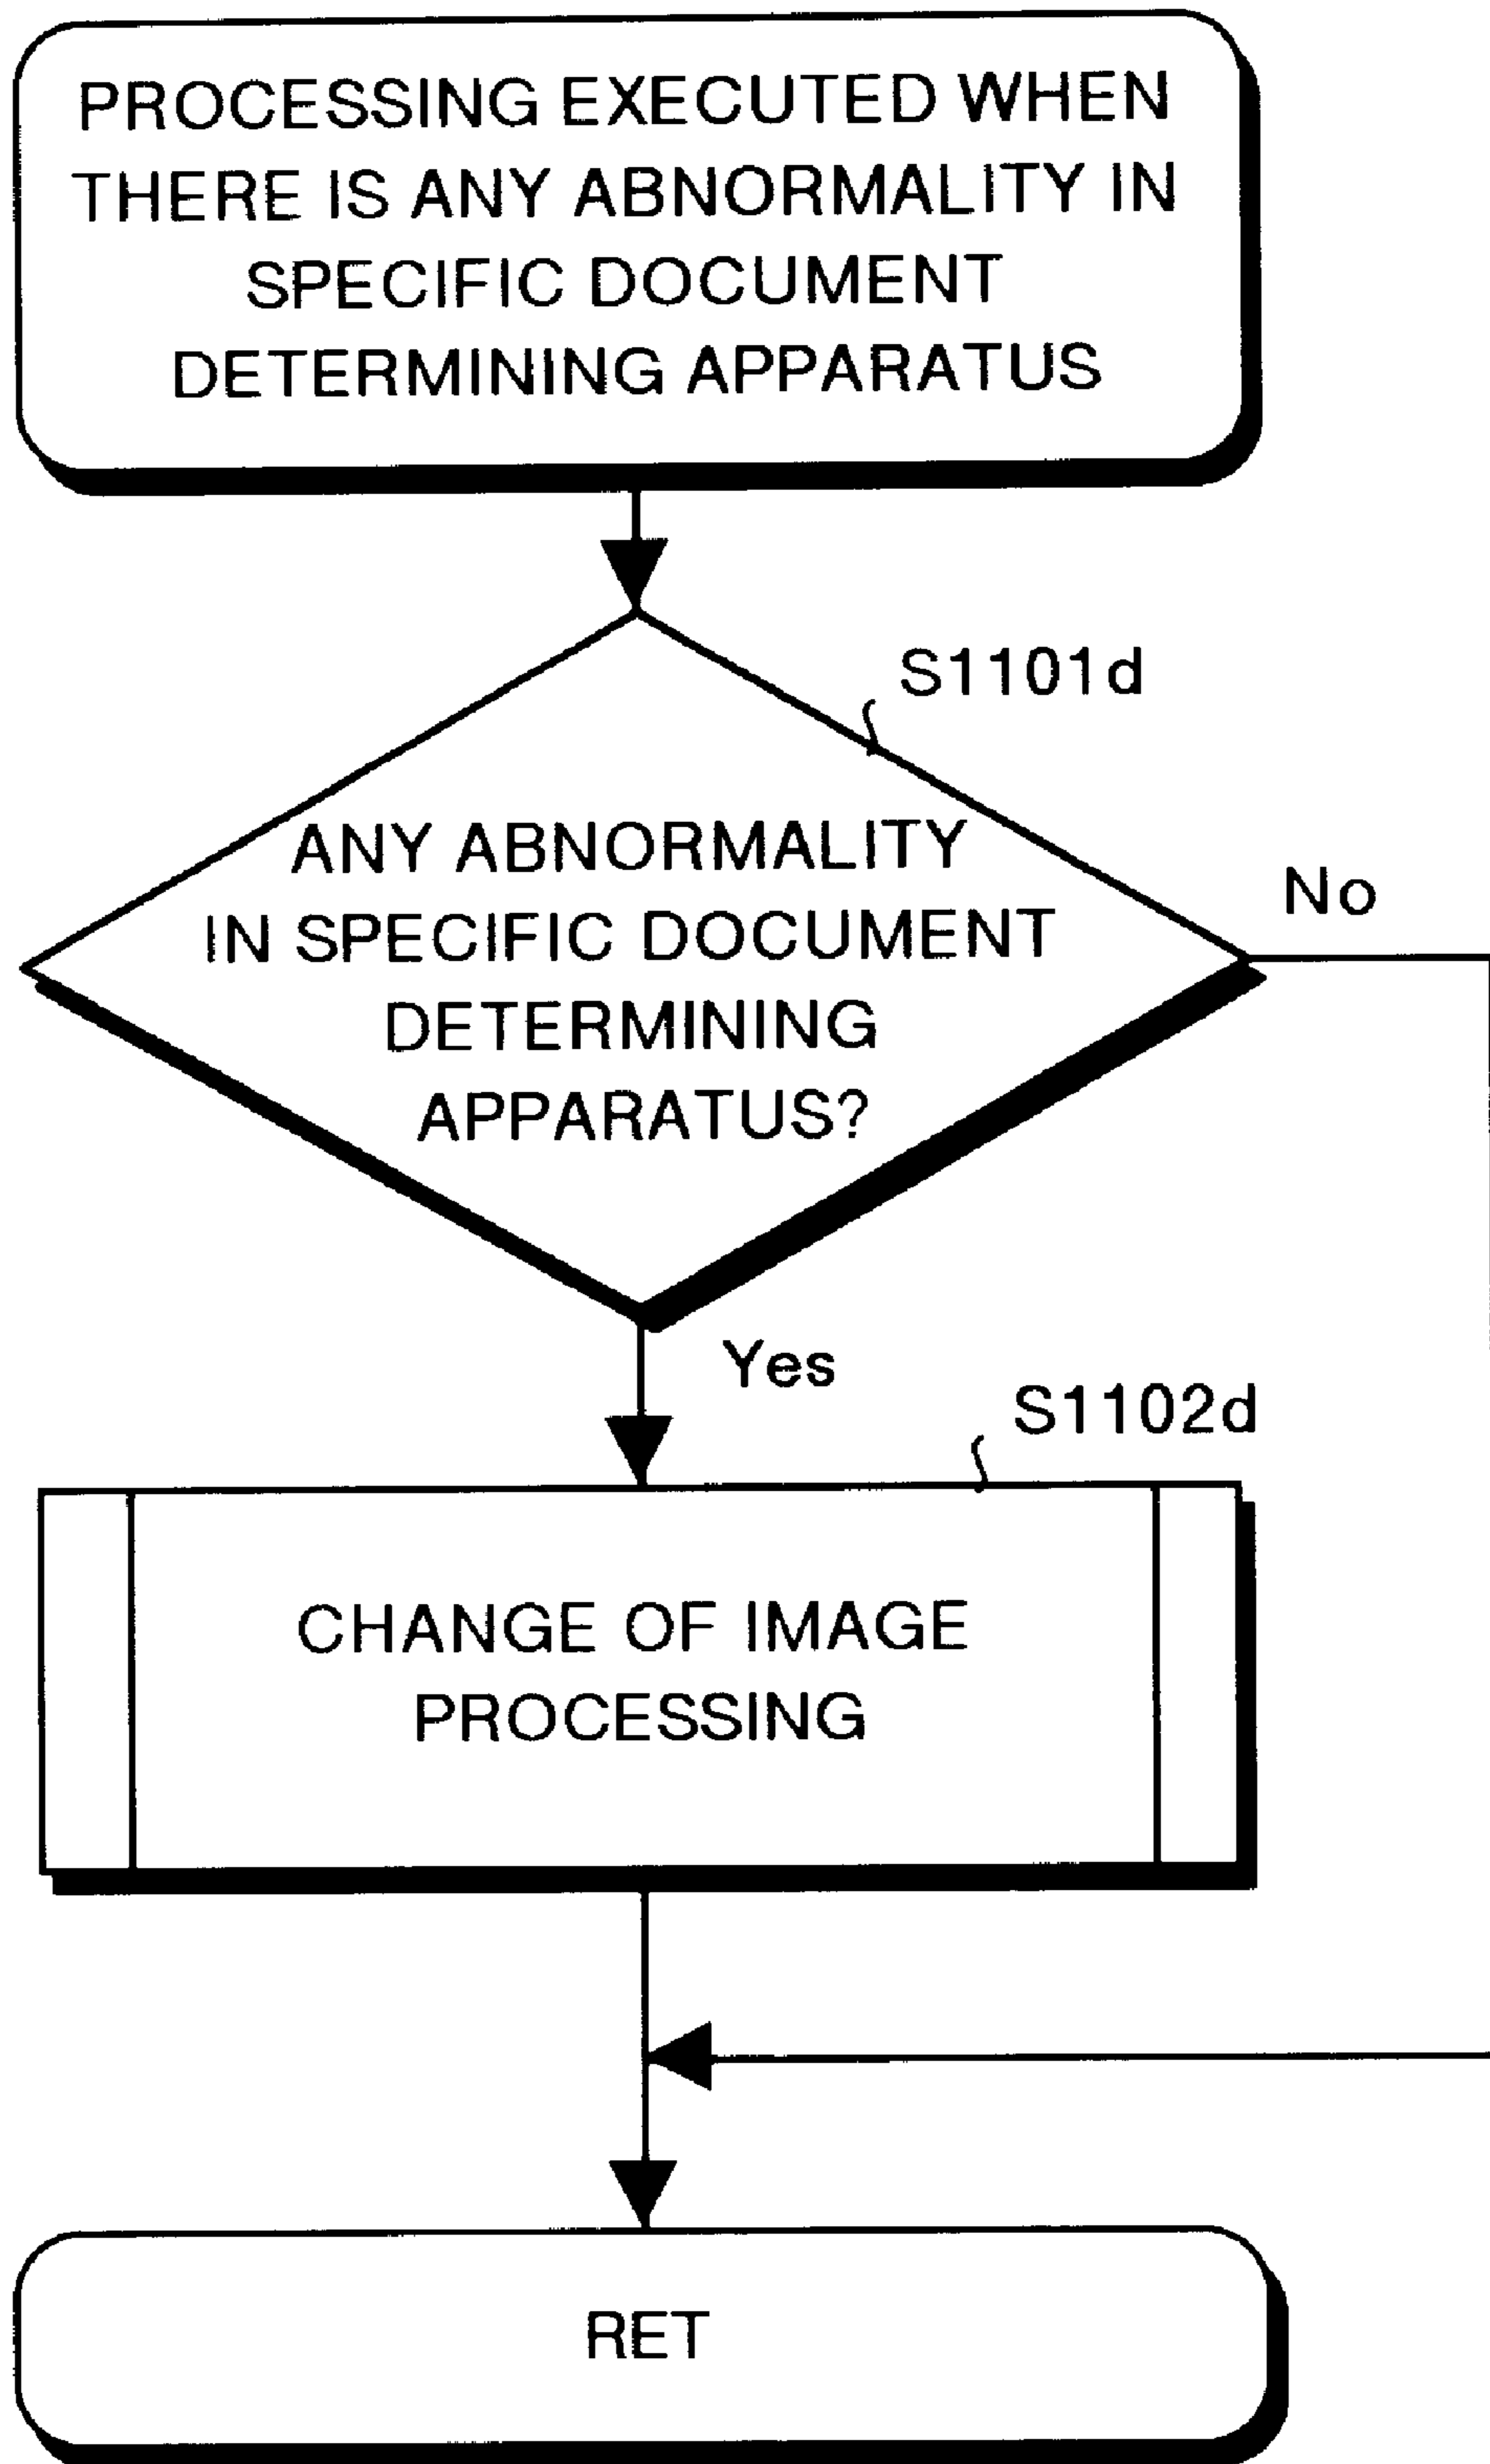 PROCESSING EXECUTED WHEN
THERE IS ANY ABNORMALITY IN
SPECIFIC DOCUMENT
DETERMINING APPARATUS
S1101d
ANY ABNORMALITY
IN SPECIFIC DOCUMENT
DETERMINING
APPARATUS?
No
Yes
S1102d
CHANGE OF IMAGE
PROCESSING
RET